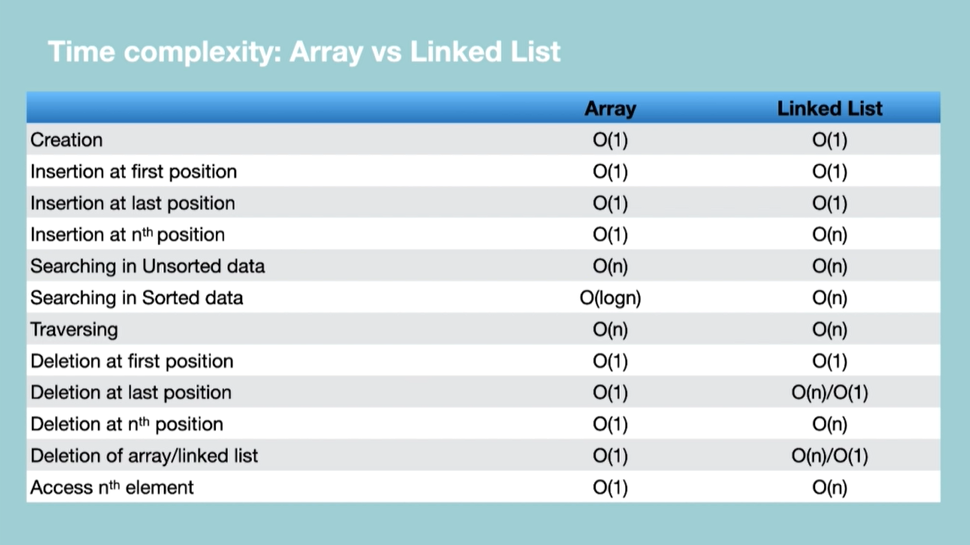 Time complexity: Array vs Linked List
Array Linked List
Creation O(1) O(1)
Insertion at first position O(1) O(1)
Insertion at last position O(1) O(1)
Insertion at nth position O(1) O(n)
Searching in Unsorted data O(n) O(n)
Searching in Sorted data O(logn) O(n)
Traversing O(n) O(n)
Deletion at first position O(1) O(1)
Deletion at last position O(1) O(n)/O(1)
Deletion at nth position O(1) O(n)
Deletion of array/linked list O(1) O(n)/O(1)
Access nth element O(1) O(n)